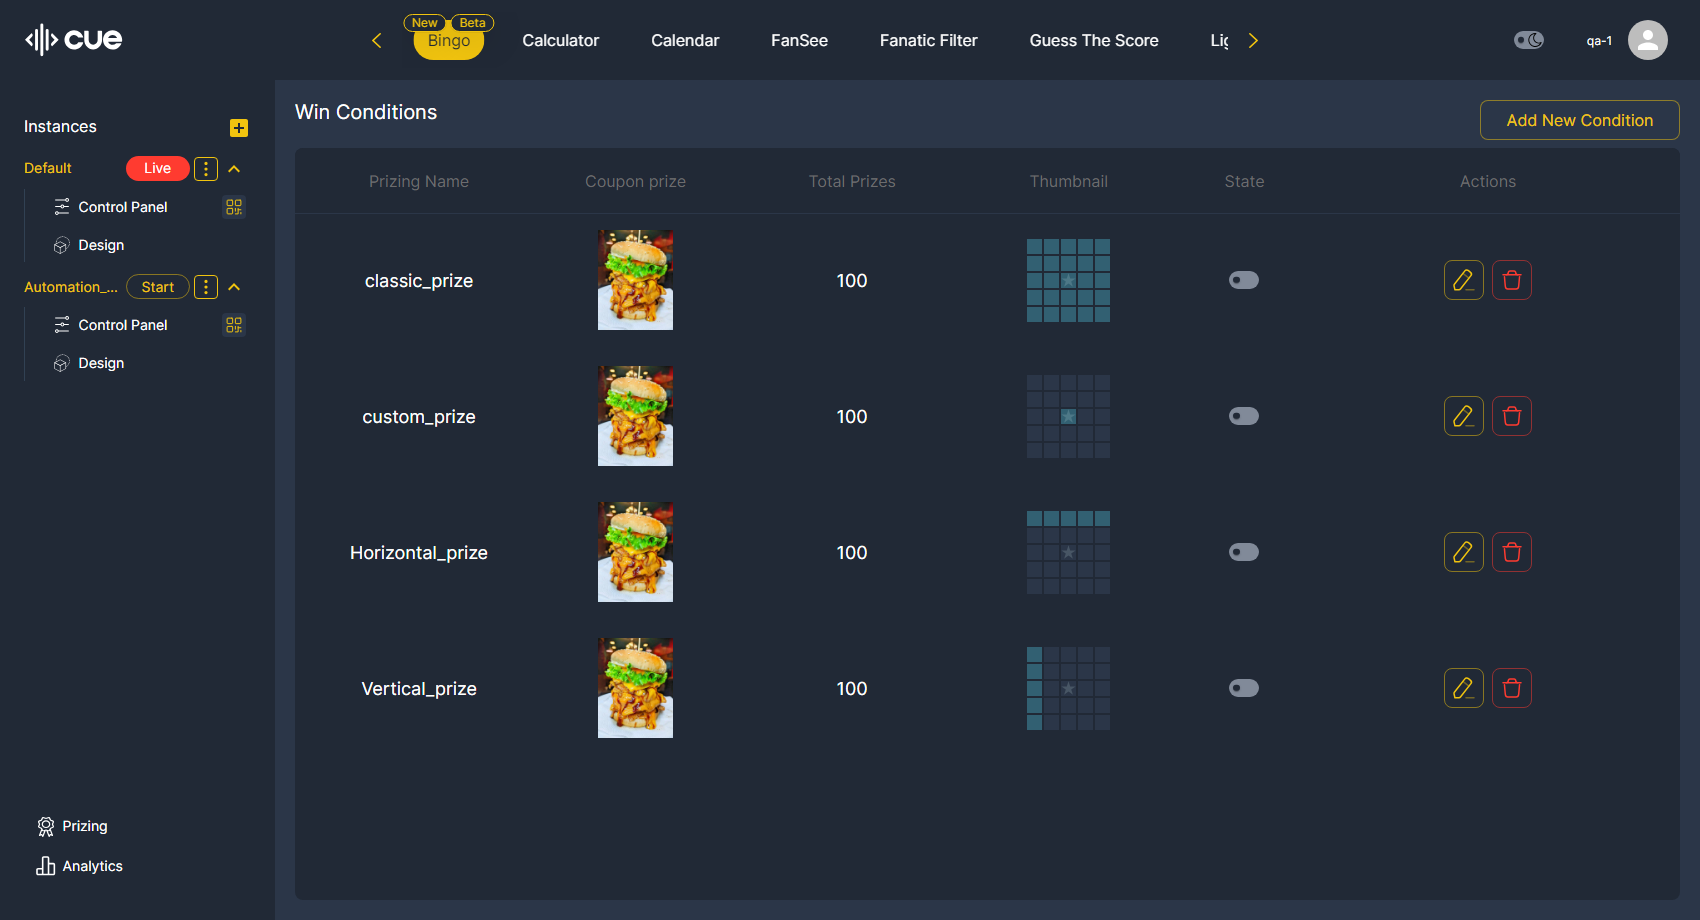 cue
New Beta
Bingo
Calculator
Calendar
FanSee
Fanatic Filter
Guess The Score
qa-1
Instances
Default
Live
Control Panel
Design
Automation_...
Start
Control Panel
Design
Prizing
Analytics
Win Conditions
Add New Condition
Prizing Name Coupon prize Total Prizes Thumbnail State Actions
classic_prize 100
custom_prize 100
Horizontal_prize 100
Vertical_prize 100